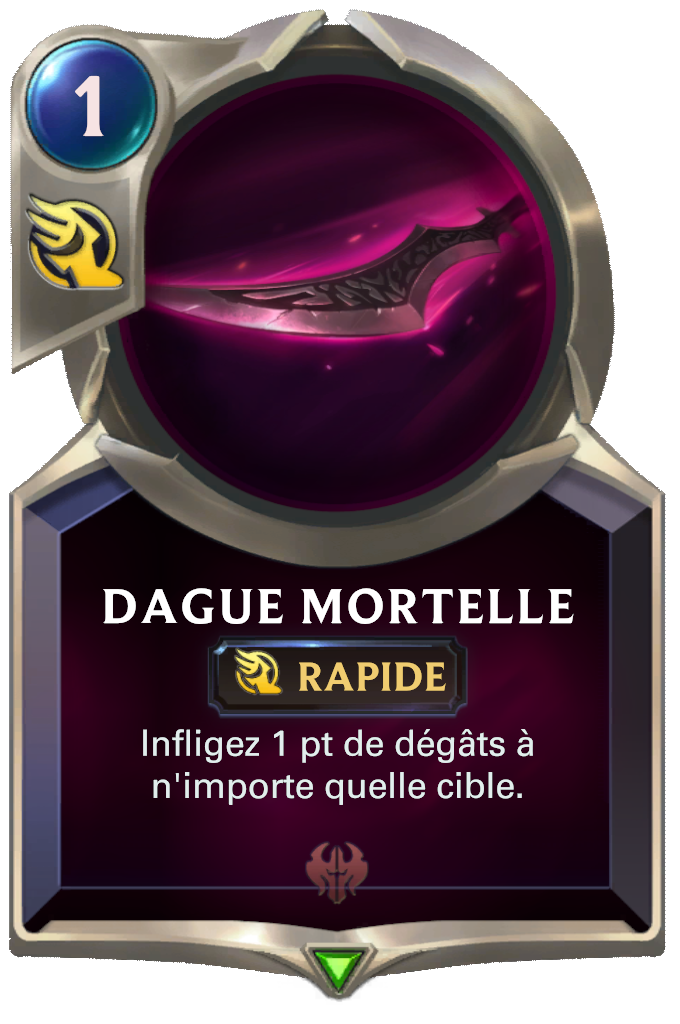 1
DAGUE MORTELLE
RAPIDE
Infligez 1 pt de dégâts à
n'importe quelle cible.